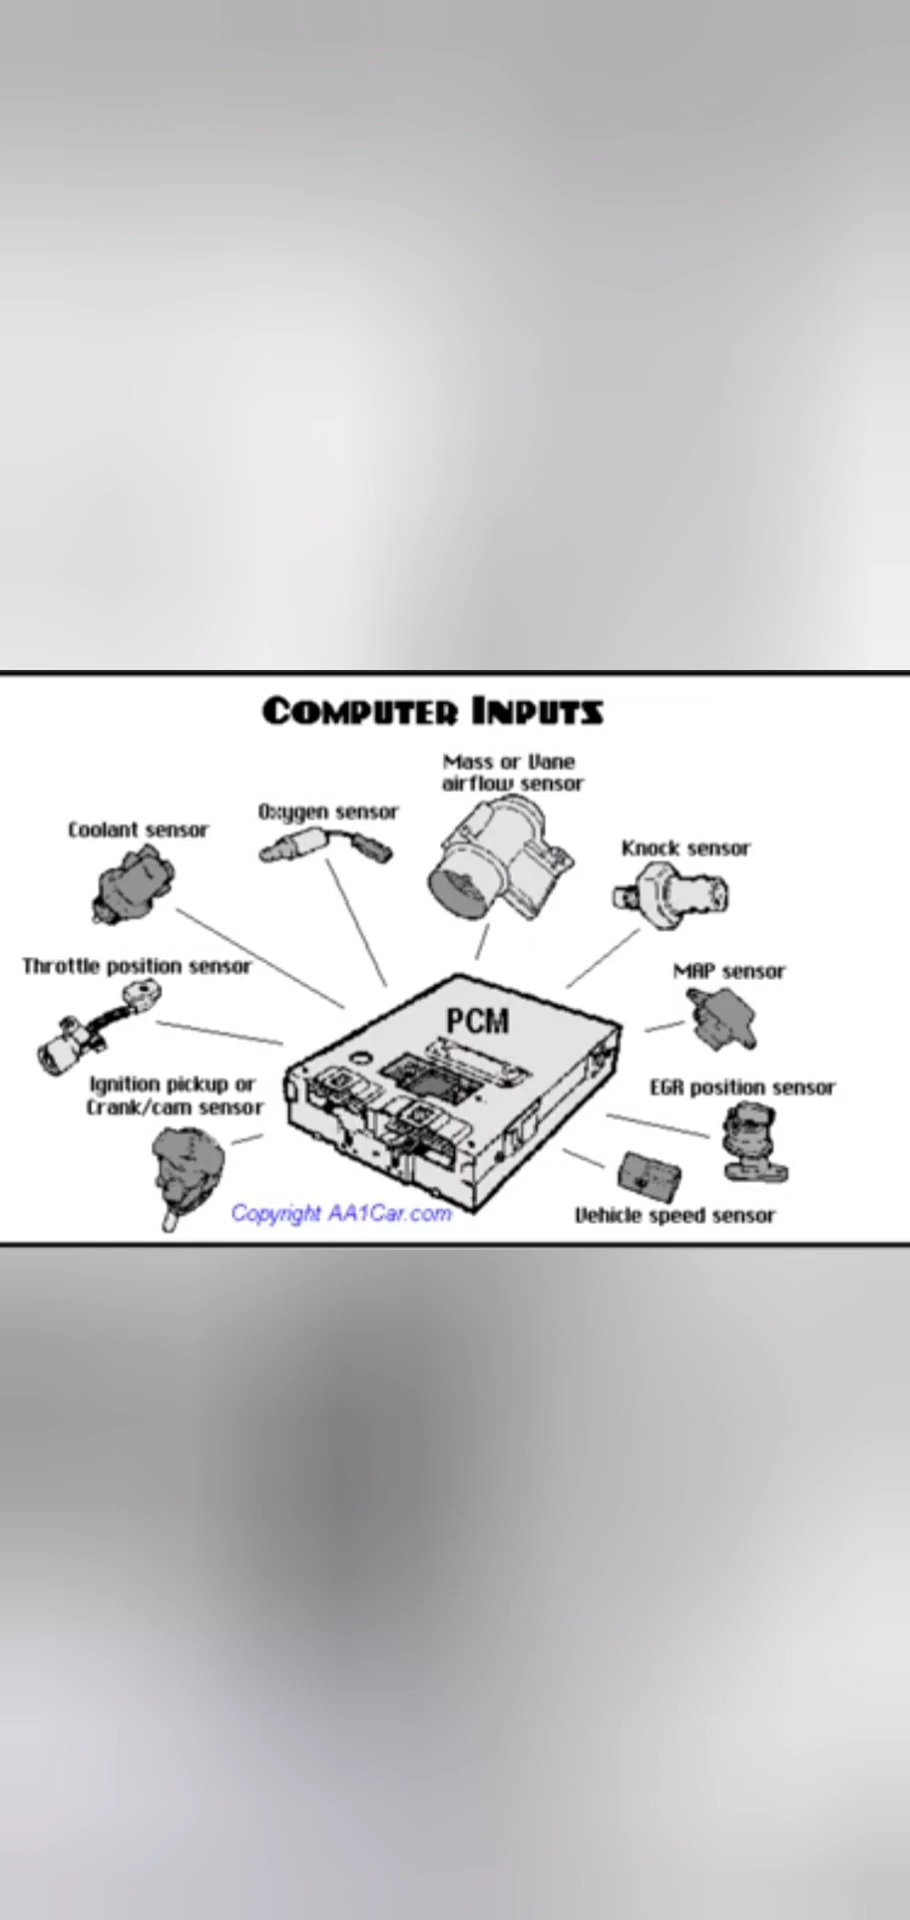 COMPUTER INPUTS
Mass or Vane
airflow sensor
Oxygen sensor
Coolant sensor
Knock sensor
Throttle position sensor
MAP sensor
PCM
Ignition pickup or
Crank/cam sensor
EGR position sensor
Copyright AA1Car.com
Vehicle speed sensor